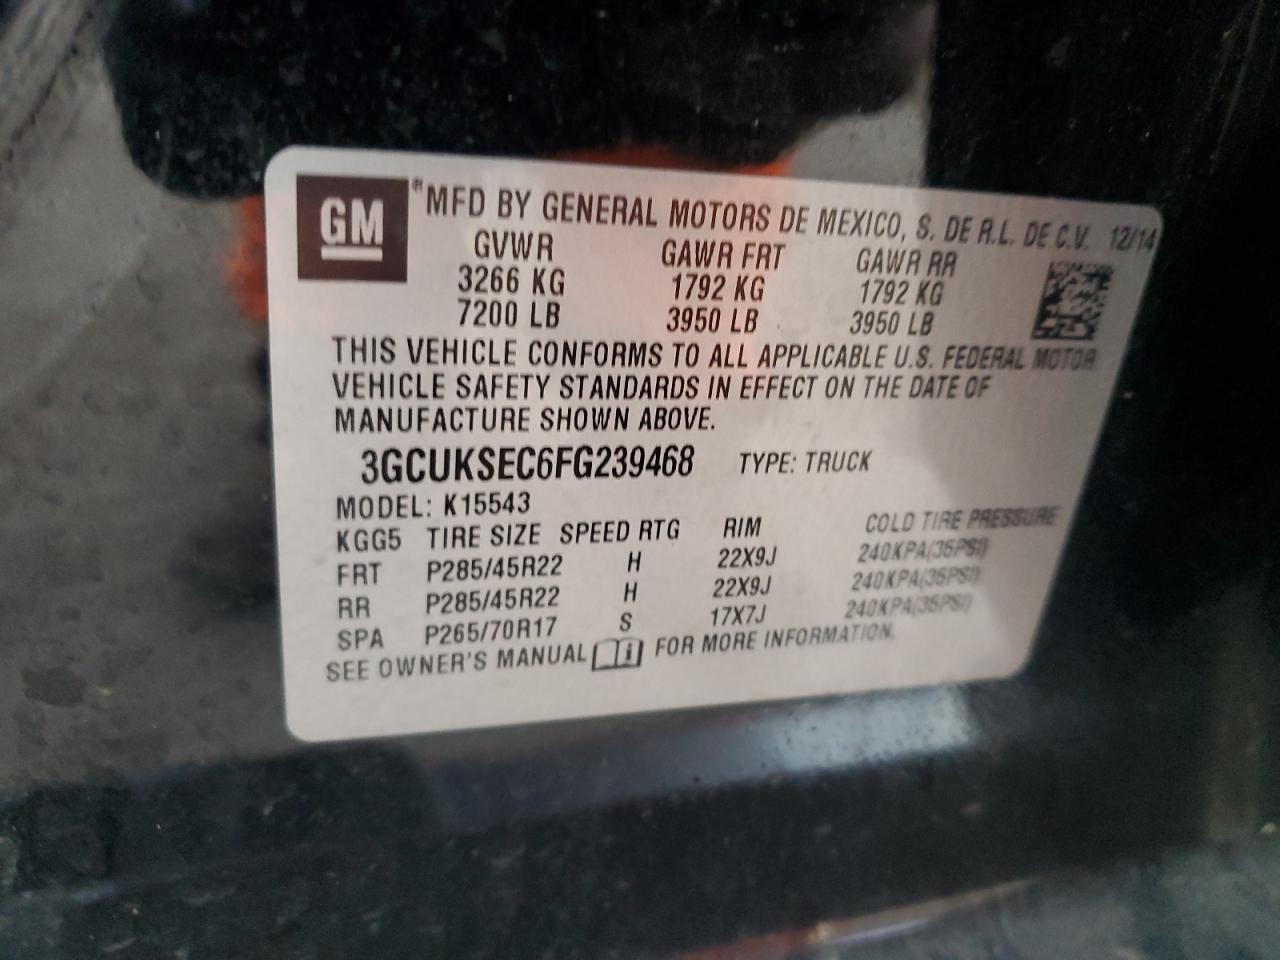 GM ® MFD BY GENERAL MOTORS DE MEXICO, S. DE R.L. DE C.V. 12/14
GVWR GAWR FRT GAWR RR
3266 KG 1792 KG 1792 KG
7200 LB 3950 LB 3950 LB
THIS VEHICLE CONFORMS TO ALL APPLICABLE U.S. FEDERAL MOTOR
VEHICLE SAFETY STANDARDS IN EFFECT ON THE DATE OF
MANUFACTURE SHOWN ABOVE.
3GCUKSEC6FG239468 TYPE: TRUCK
MODEL: K15543
KGG5 TIRE SIZE SPEED RTG RIM COLD TIRE PRESSURE
FRT P285/45R22 H 22X9J 240KPA(35PSI)
RR P285/45R22 H 22X9J 240KPA(35PSI)
SPA P265/70R17 S 17X7J 240KPA(35PSI)
SEE OWNER'S MANUAL i FOR MORE INFORMATION.